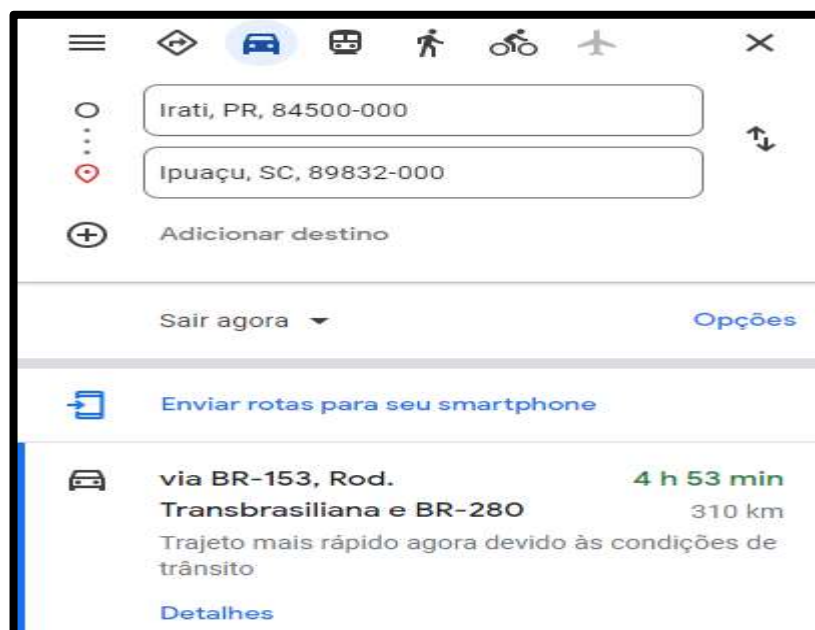 Irati, PR, 84500-000
Ipuaçu, SC, 89832-000
Adicionar destino
Sair agora
Opções
Enviar rotas para seu smartphone
via BR-153, Rod. 4 h 53 min
Transbrasiliana e BR-280 310 km
Trajeto mais rápido agora devido às condições de
trânsito
Detalhes